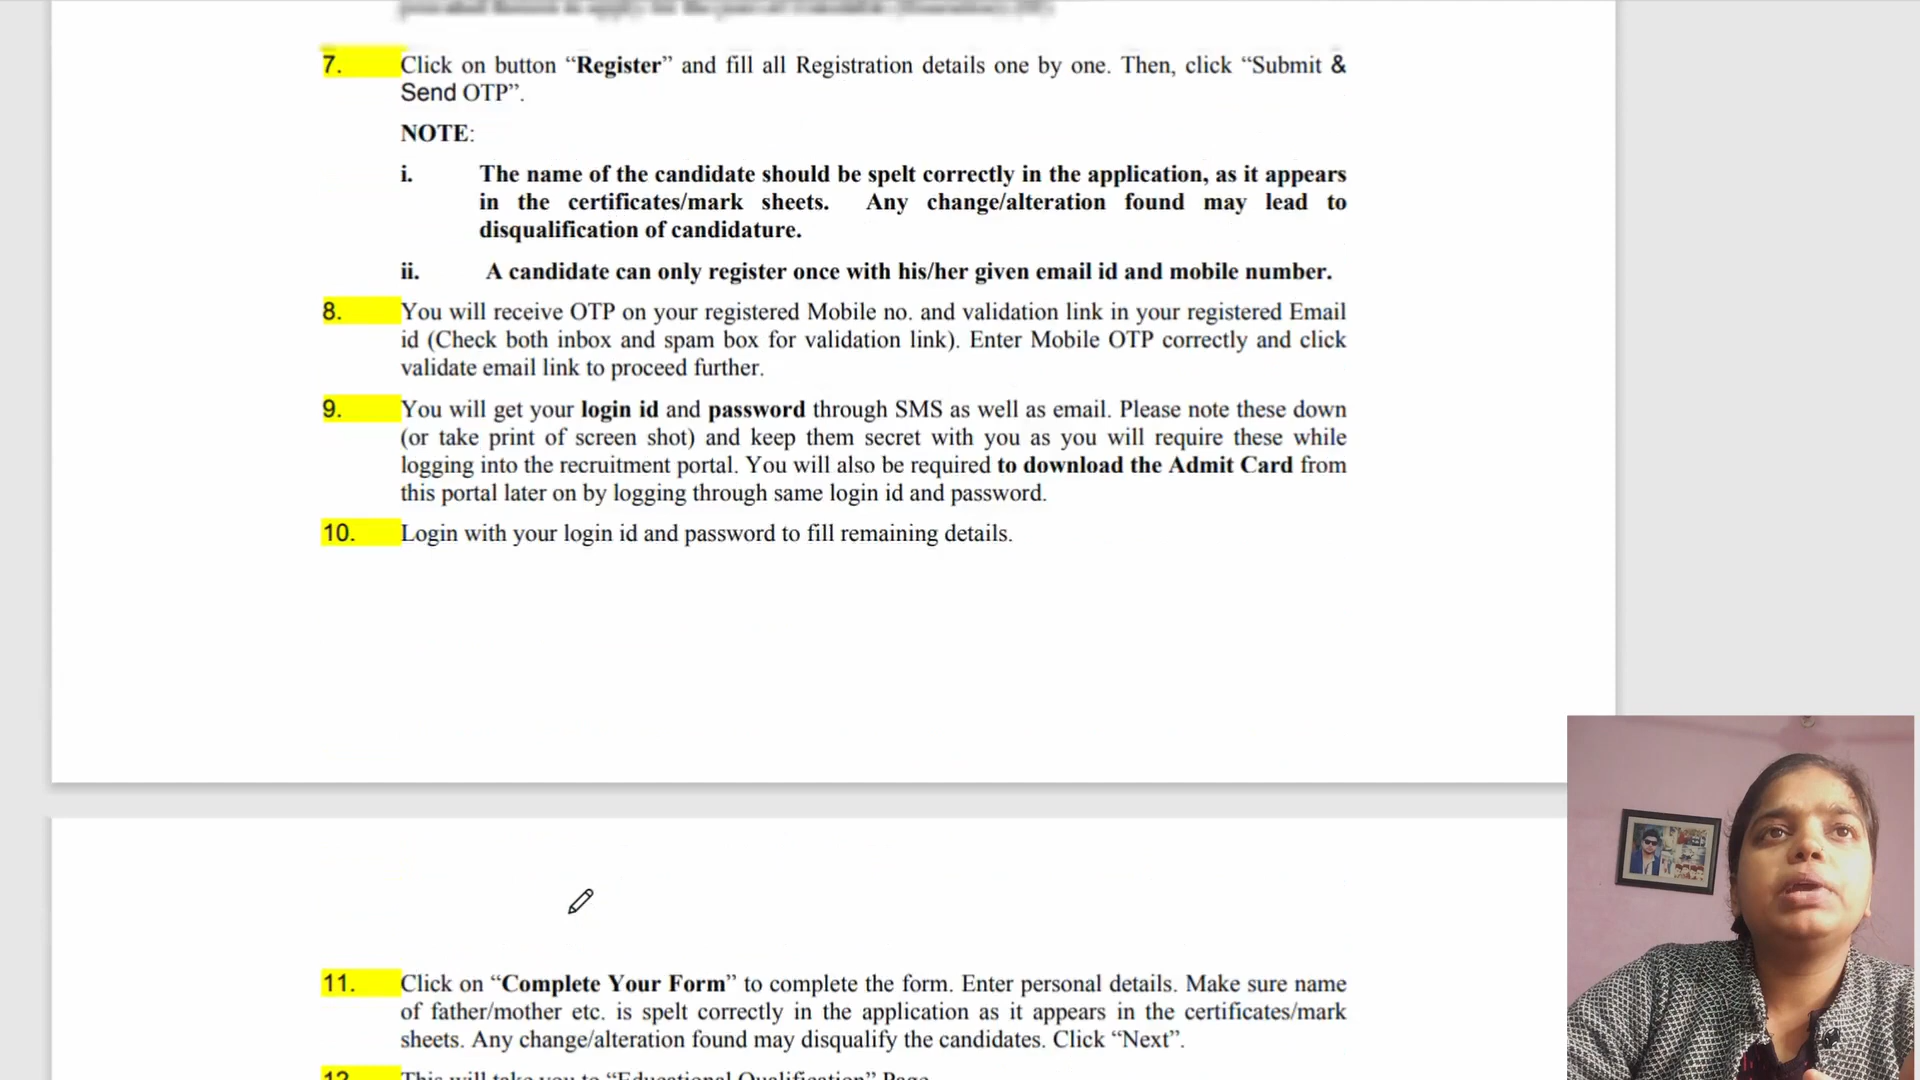 7. Click on button “Register” and fill all Registration details one by one. Then, click “Submit &
Send OTP”.
NOTE:
i. The name of the candidate should be spelt correctly in the application, as it appears
in the certificates/mark sheets. Any change/alteration found may lead to
disqualification of candidature.
ii. A candidate can only register once with his/her given email id and mobile number.
8. You will receive OTP on your registered Mobile no. and validation link in your registered Email
id (Check both inbox and spam box for validation link). Enter Mobile OTP correctly and click
validate email link to proceed further.
9. You will get your login id and password through SMS as well as email. Please note these down
(or take print of screen shot) and keep them secret with you as you will require these while
logging into the recruitment portal. You will also be required to download the Admit Card from
this portal later on by logging through same login id and password.
10. Login with your login id and password to fill remaining details.
11. Click on “Complete Your Form” to complete the form. Enter personal details. Make sure name
of father/mother etc. is spelt correctly in the application as it appears in the certificates/mark
sheets. Any change/alteration found may disqualify the candidates. Click “Next”.
12. This will take you to “Educational Qualification” Page